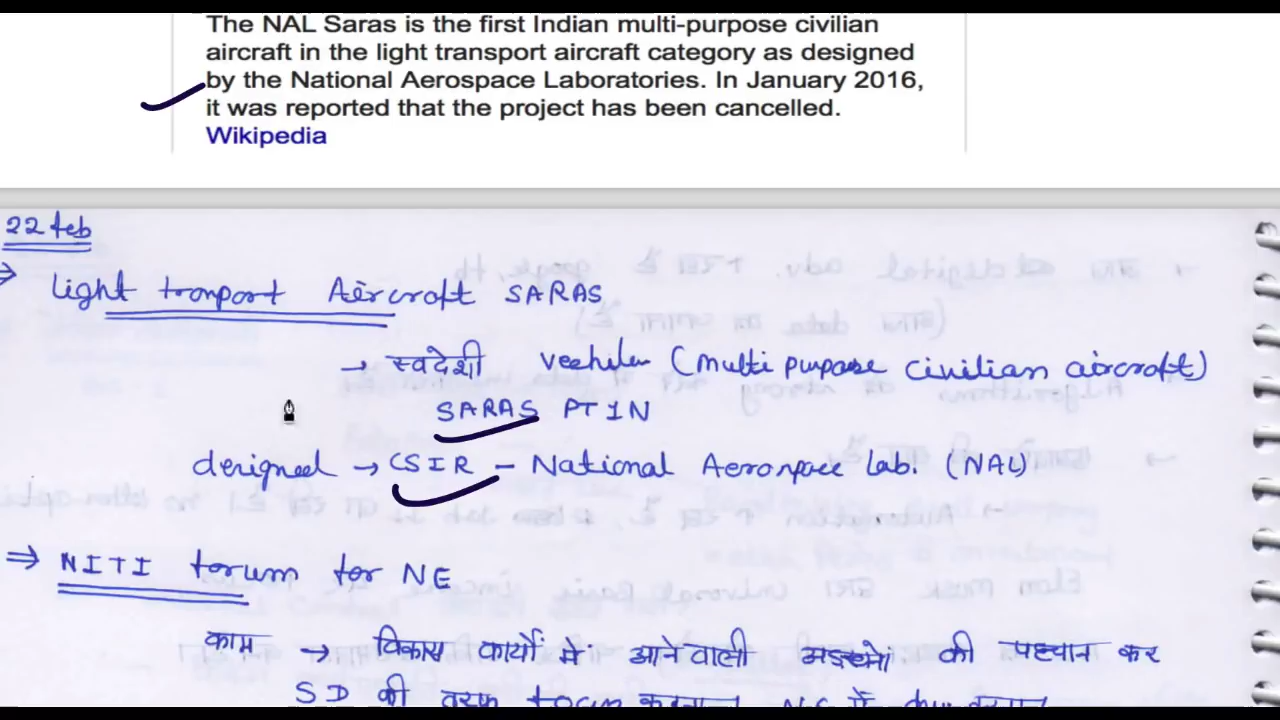 The NAL Saras is the first Indian multi-purpose civilian
aircraft in the light transport aircraft category as designed
by the National Aerospace Laboratories. In January 2016,
it was reported that the project has been cancelled.
Wikipedia
22 feb
→ Light tranport Aircraft SARAS
→ स्वदेशी (Multi purpose civilian aircraft)
SARAS PT1N
designed → CSIR – National Aerospace Lab. (NAL)
⇒ NITI forum for NE
काम → विकास कार्यों में आनेवाली की पहचान कर
SD की तरफ focus करना